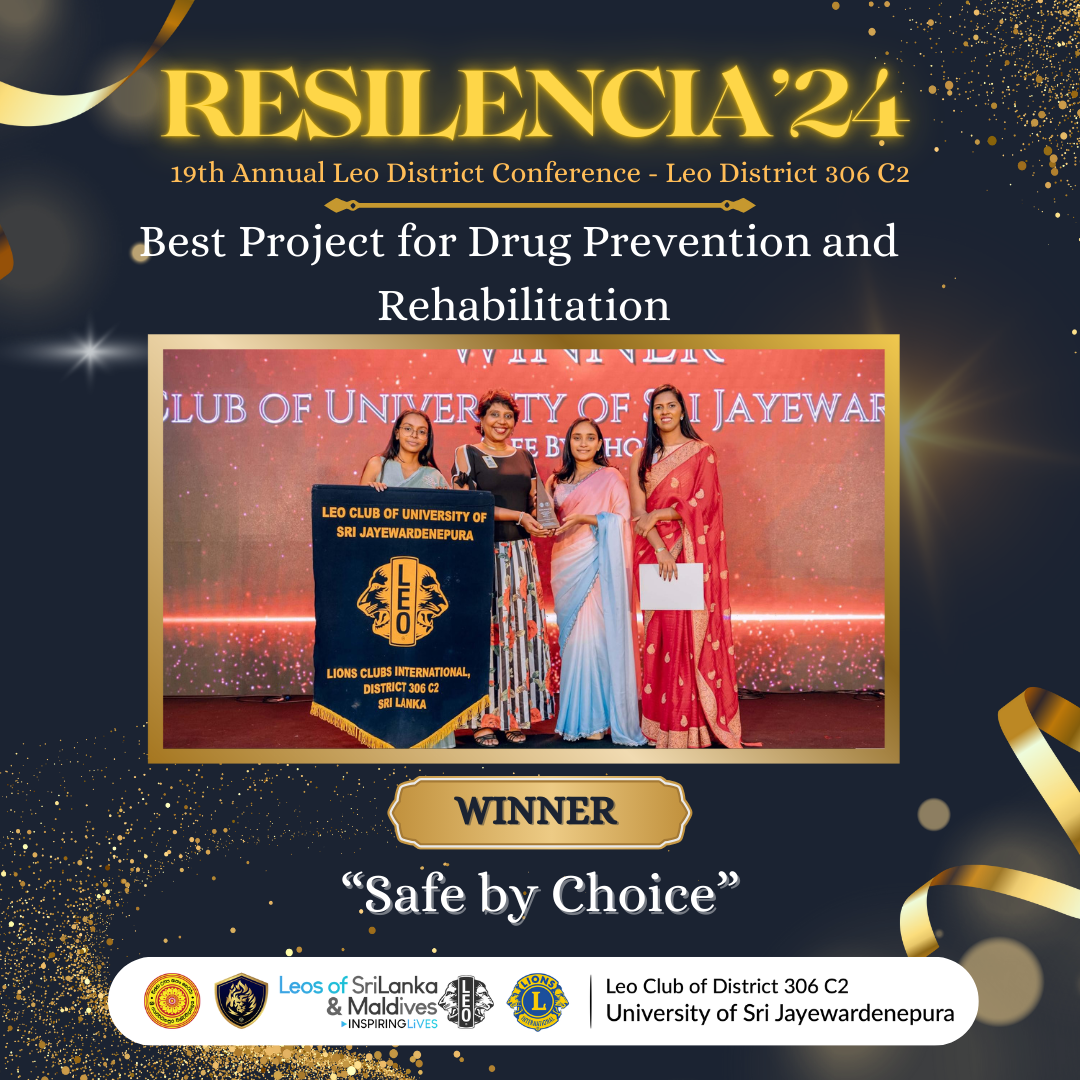 RESILENCIA'24
19th Annual Leo District Conference - Leo District 306 C2
Best Project for Drug Prevention and
Rehabilitation
WINNER
CLUB OF UNIVERSITY OF SRI JAYEWAR
LEO CLUB OF UNIVERSITY OF
SRI JAYEWARDENEPURA
LEO
LIONS CLUBS INTERNATIONAL,
DISTRICT 306 C2
SRI LANKA
WINNER
“Safe by Choice”
Leos of SriLanka
& Maldives
INSPIRING LIVES
LEO
LIONS
L
INTERNATIONAL
Leo Club of District 306 C2
University of Sri Jayewardenepura